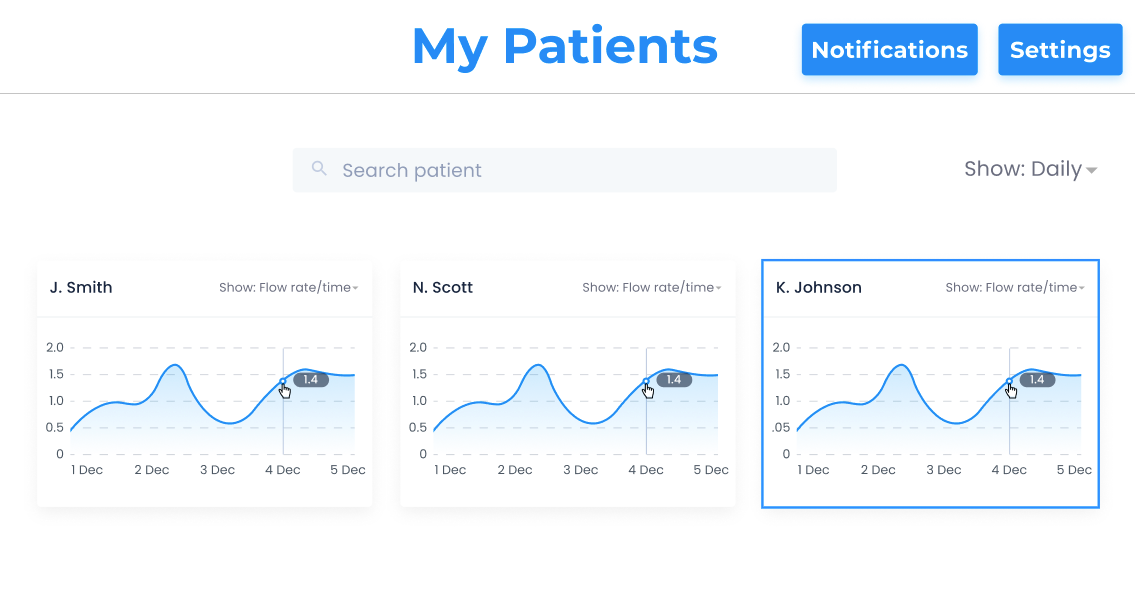 My Patients
Notifications
Settings
Search patient
Show: Daily
J. Smith
Show: Flow rate/time
2.0
1.5
1.4
1.0
0.5
0
1 Dec 2 Dec 3 Dec 4 Dec 5 Dec
N. Scott
Show: Flow rate/time
2.0
1.5
1.4
1.0
0.5
0
1 Dec 2 Dec 3 Dec 4 Dec 5 Dec
K. Johnson
Show: Flow rate/time
2.0
1.5
1.4
1.0
.05
0
1 Dec 2 Dec 3 Dec 4 Dec 5 Dec